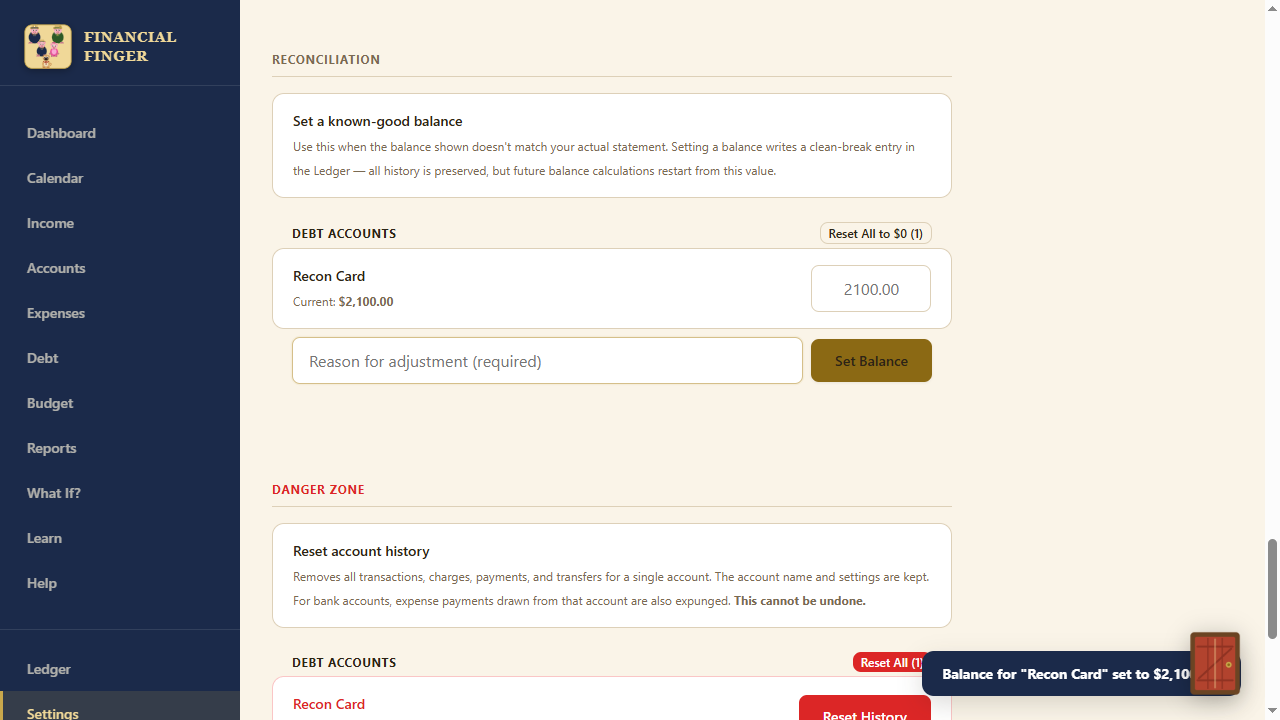 FINANCIAL
FINGER
Dashboard
Calendar
Income
Accounts
Expenses
Debt
Budget
Reports
What If?
Learn
Help
Ledger
Settings
RECONCILIATION
Set a known-good balance
Use this when the balance shown doesn't match your actual statement. Setting a balance writes a clean-break entry in
the Ledger — all history is preserved, but future balance calculations restart from this value.
DEBT ACCOUNTS
Reset All to $0 (1)
Recon Card
Current: $2,100.00
2100.00
Reason for adjustment (required)
Set Balance
DANGER ZONE
Reset account history
Removes all transactions, charges, payments, and transfers for a single account. The account name and settings are kept.
For bank accounts, expense payments drawn from that account are also expunged. This cannot be undone.
DEBT ACCOUNTS
Reset All (1)
Recon Card
Reset History
Balance for "Recon Card" set to $2,10